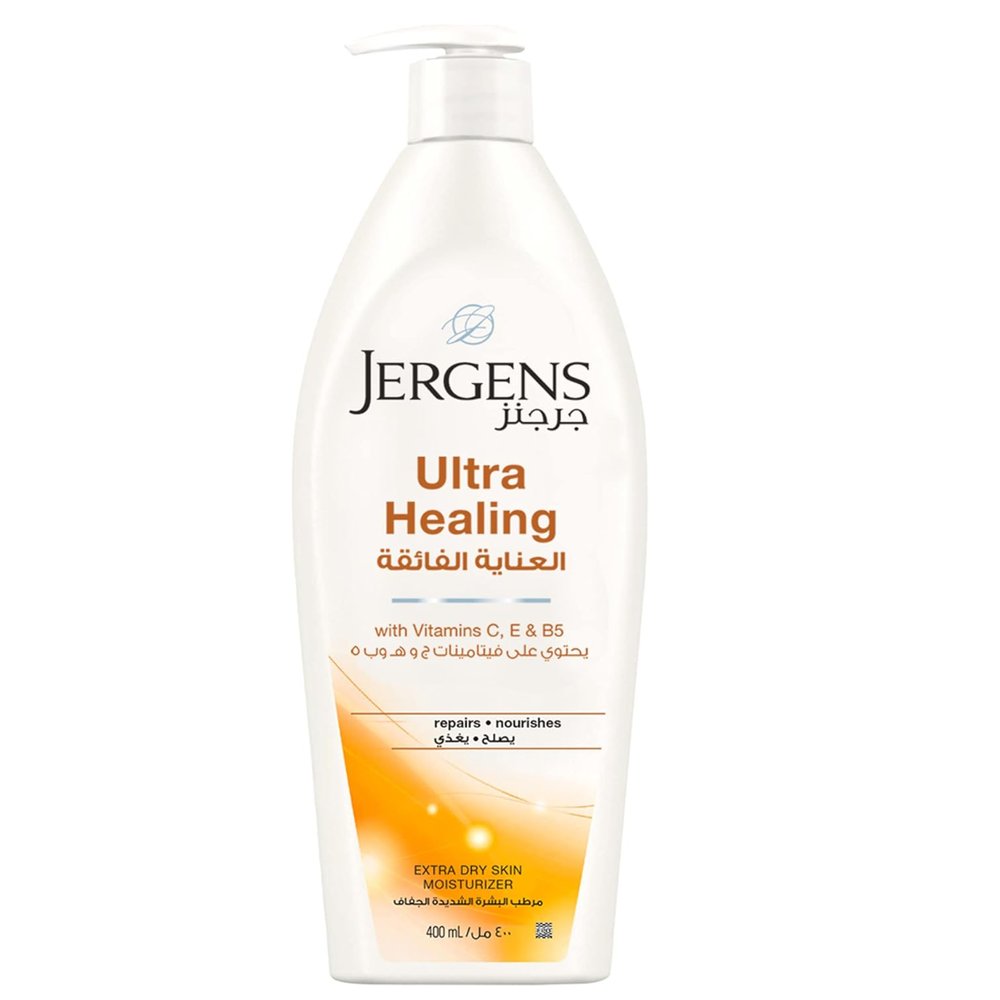 JERGENS
جرجنز
Ultra
Healing
العناية الفائقة
with Vitamins C, E & B5
يحتوي على فيتامينات ج و هـ وب ٥
repairs • nourishes
يصلح • يغذي
EXTRA DRY SKIN
MOISTURIZER
مرطب البشرة الشديدة الجفاف
400 mL / ٤٠٠ مل